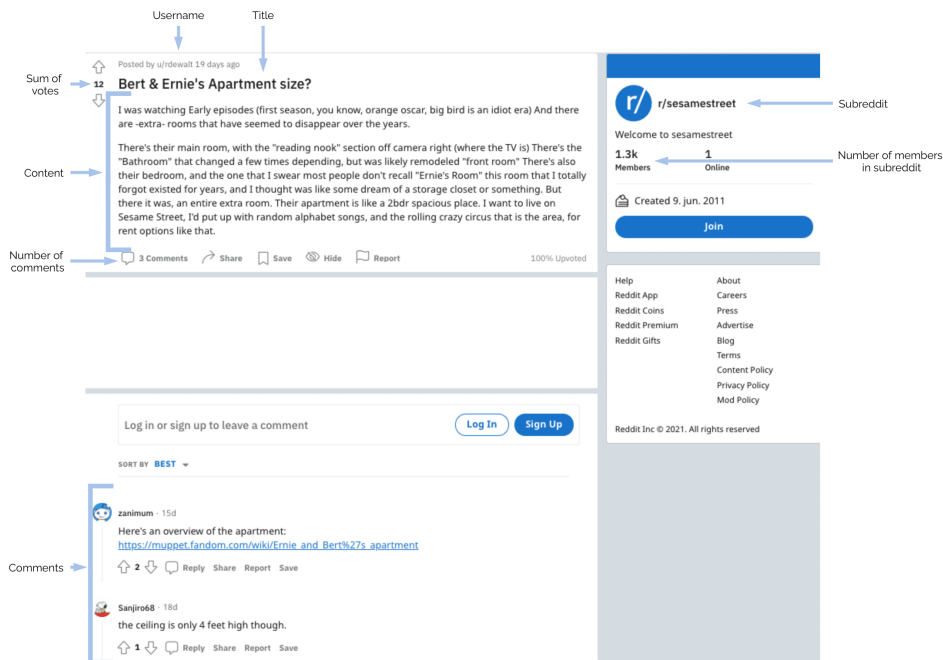 Username
Title
Posted by u/rdewalt 19 days ago
Sum of
votes
12
Bert & Ernie's Apartment size?
I was watching Early episodes (first season, you know, orange oscar, big bird is an idiot era) And there
are -extra- rooms that have seemed to disappear over the years.
There's their main room, with the "reading nook" section off camera right (where the TV is) There's the
"Bathroom" that changed a few times depending, but was likely remodeled "front room" There's also
their bedroom, and the one that I swear most people don't recall "Ernie's Room" this room that I totally
forgot existed for years, and I thought was like some dream of a storage closet or something. But
there it was, an entire extra room. Their apartment is like a 2bdr spacious place. I want to live on
Sesame Street, I'd put up with random alphabet songs, and the rolling crazy circus that is the area, for
rent options like that.
Content
Number of
comments
3 Comments Share Save Hide Report 100% Upvoted
r/
r/sesamestreet
Subreddit
Welcome to sesamestreet
1.3k 1
Members Online
Number of members
in subreddit
Created 9. jun. 2011
Join
Help About
Reddit App Careers
Reddit Coins Press
Reddit Premium Advertise
Reddit Gifts Blog
Terms
Content Policy
Privacy Policy
Mod Policy
Reddit Inc © 2021. All rights reserved
Log in or sign up to leave a comment Log In Sign Up
SORT BY BEST
Comments
zanimum · 15d
Here's an overview of the apartment:
https://muppet.fandom.com/wiki/Ernie_and_Bert%27s_apartment
2 Reply Share Report Save
Sanjiro68 · 18d
the ceiling is only 4 feet high though.
1 Reply Share Report Save